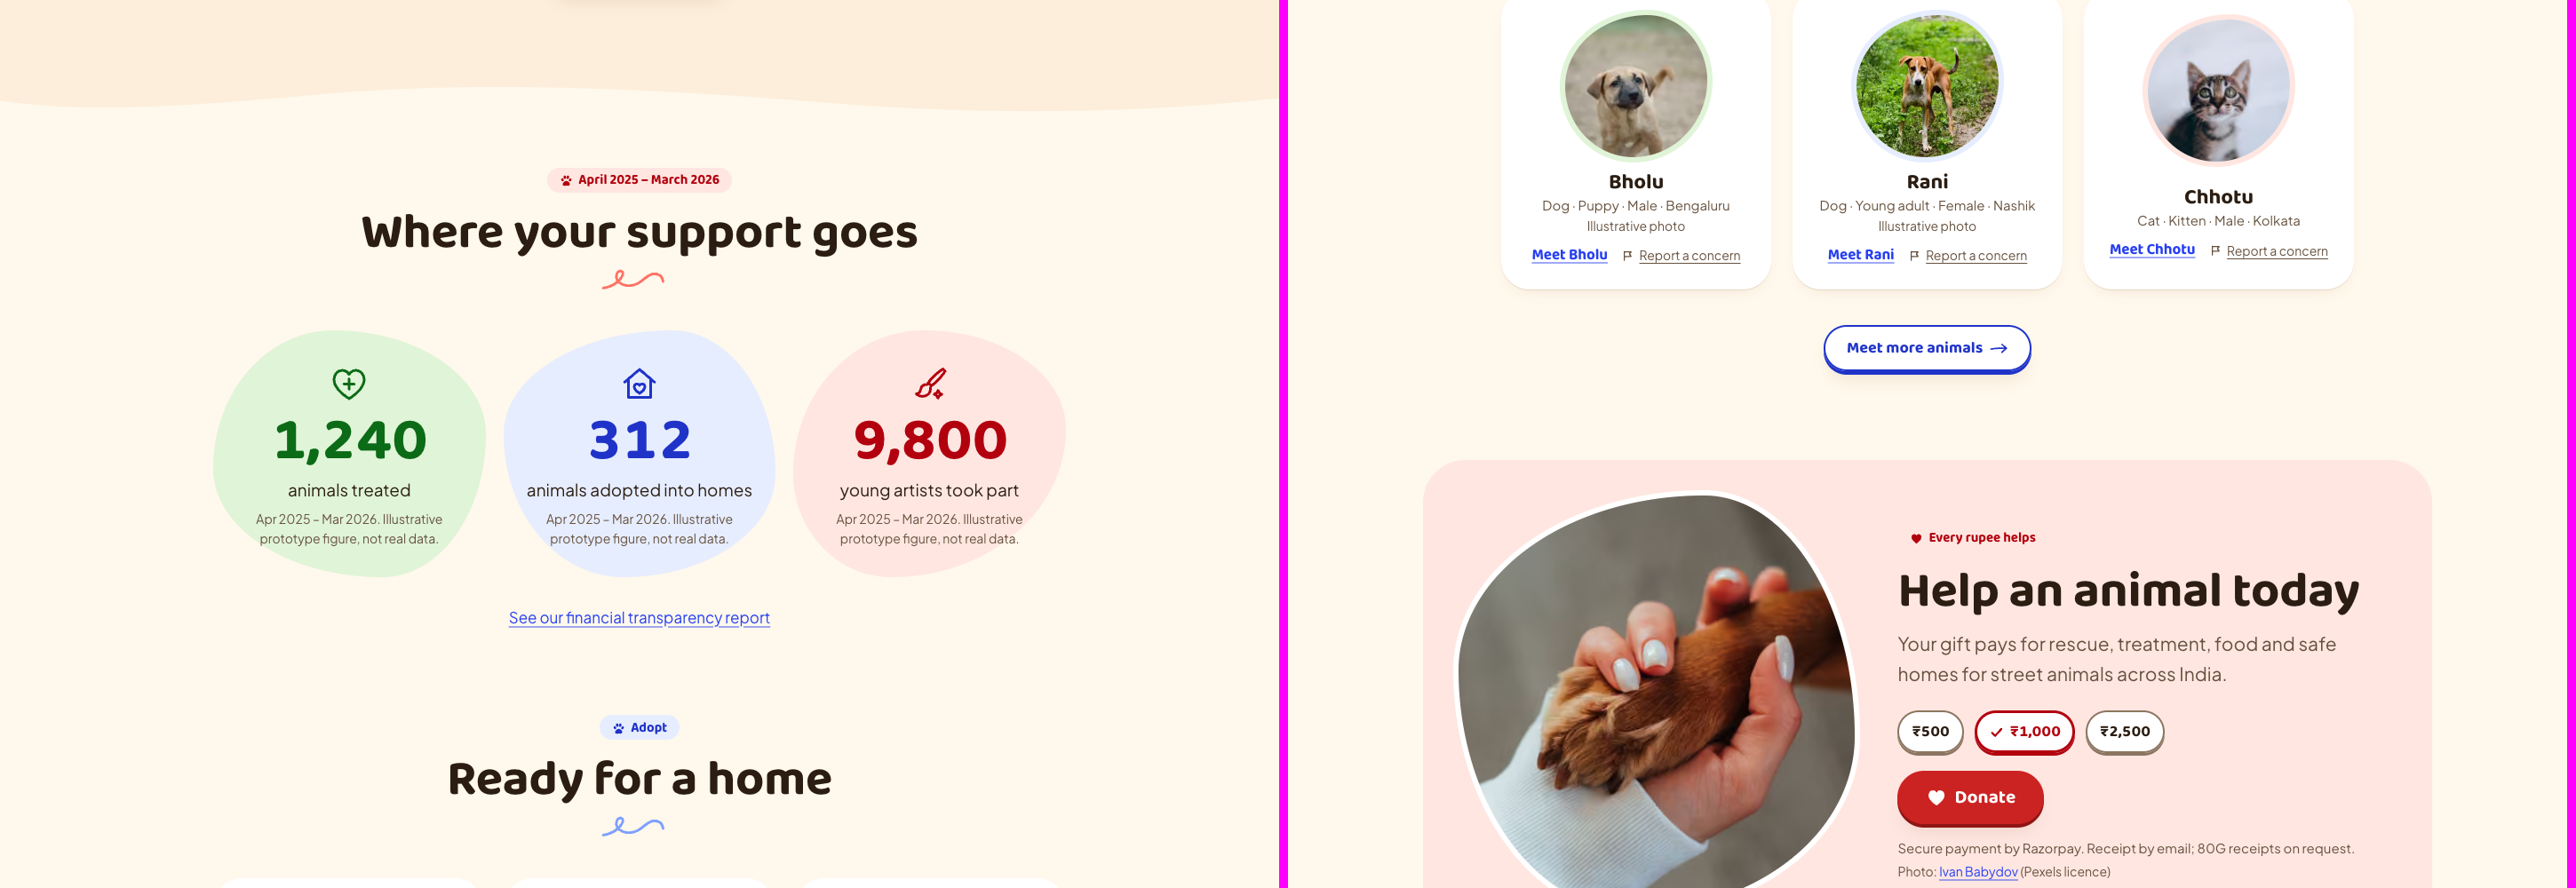 April 2025 – March 2026
Where your support goes
1,240
animals treated
Apr 2025 – Mar 2026. Illustrative
prototype figure, not real data.
312
animals adopted into homes
Apr 2025 – Mar 2026. Illustrative
prototype figure, not real data.
9,800
young artists took part
Apr 2025 – Mar 2026. Illustrative
prototype figure, not real data.
See our financial transparency report
Adopt
Ready for a home
Bholu
Dog · Puppy · Male · Bengaluru
Illustrative photo
Meet Bholu Report a concern
Rani
Dog · Young adult · Female · Nashik
Illustrative photo
Meet Rani Report a concern
Chhotu
Cat · Kitten · Male · Kolkata
Meet Chhotu Report a concern
Meet more animals
Every rupee helps
Help an animal today
Your gift pays for rescue, treatment, food and safe
homes for street animals across India.
₹500 ₹1,000 ₹2,500
Donate
Secure payment by Razorpay. Receipt by email; 80G receipts on request.
Photo: Ivan Babydov (Pexels licence)